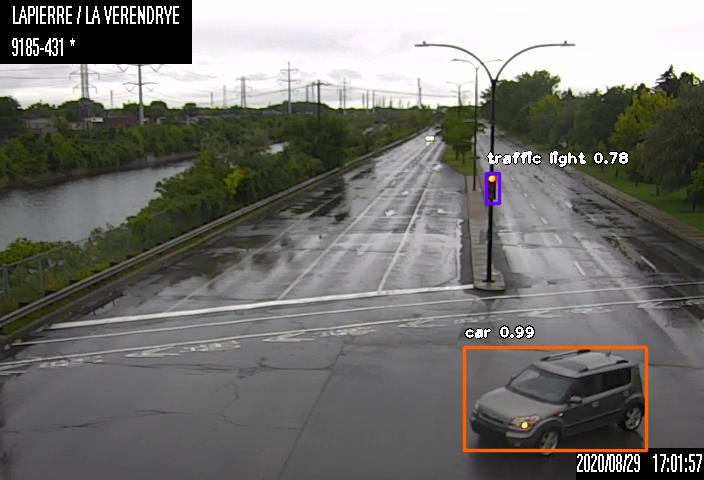 LAPIERRE / LA VERENDRYE
9185-431 *
traffic light 0.78
car 0.99
2020/08/29 17:01:57